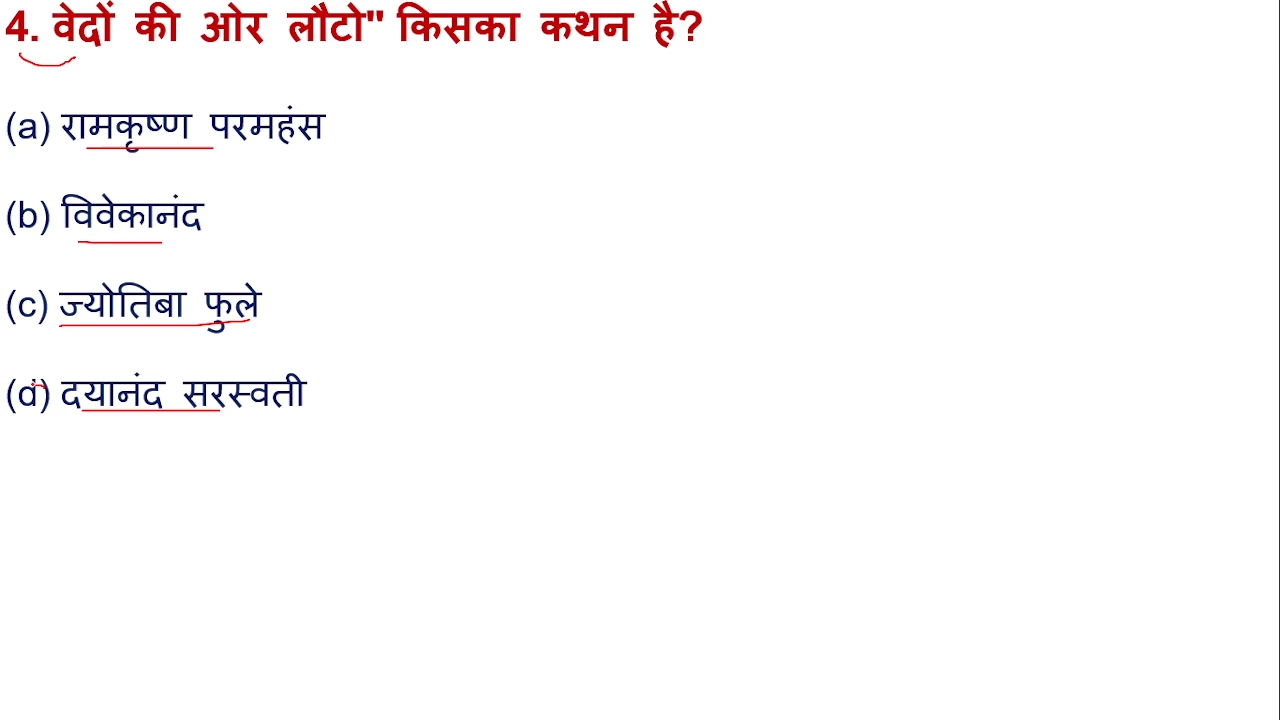 4. वेदों की ओर लौटो" किसका कथन है?
(a) रामकृष्ण परमहंस
(b) विवेकानंद
(c) ज्योतिबा फुले
(d) दयानंद सरस्वती